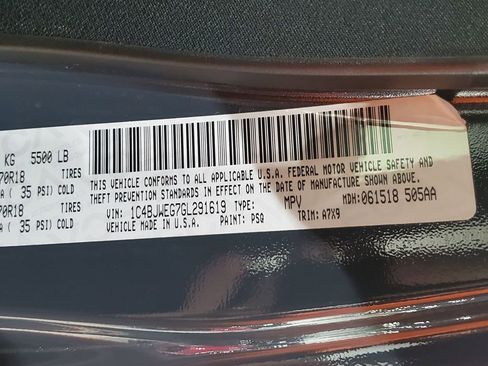 KG 5500 LB
70R18 TIRES
A ( 35 PSI) COLD
70R18 TIRES
A ( 35 PSI) COLD
THIS VEHICLE CONFORMS TO ALL APPLICABLE U.S.A. FEDERAL MOTOR VEHICLE SAFETY AND
THEFT PREVENTION STANDARDS IN EFFECT ON THE DATE OF MANUFACTURE SHOWN ABOVE.
VIN: 1C4BJWEG7GL291619 TYPE: MPV MDH: 061518 505AA
VEHICLE MADE IN U.S.A. PAINT: PSQ TRIM: A7X9